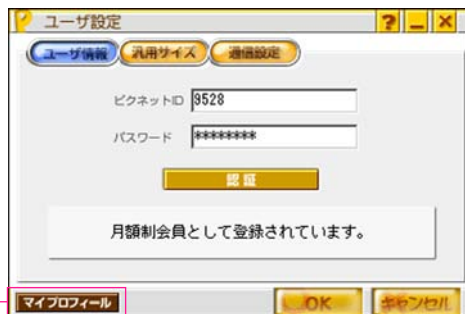 ユーザ設定
ユーザ情報 汎用サイズ 通信設定
ピクネットID 9528
パスワード ********
認証
月額制会員として登録されています。
マイプロフィール OK キャンセル